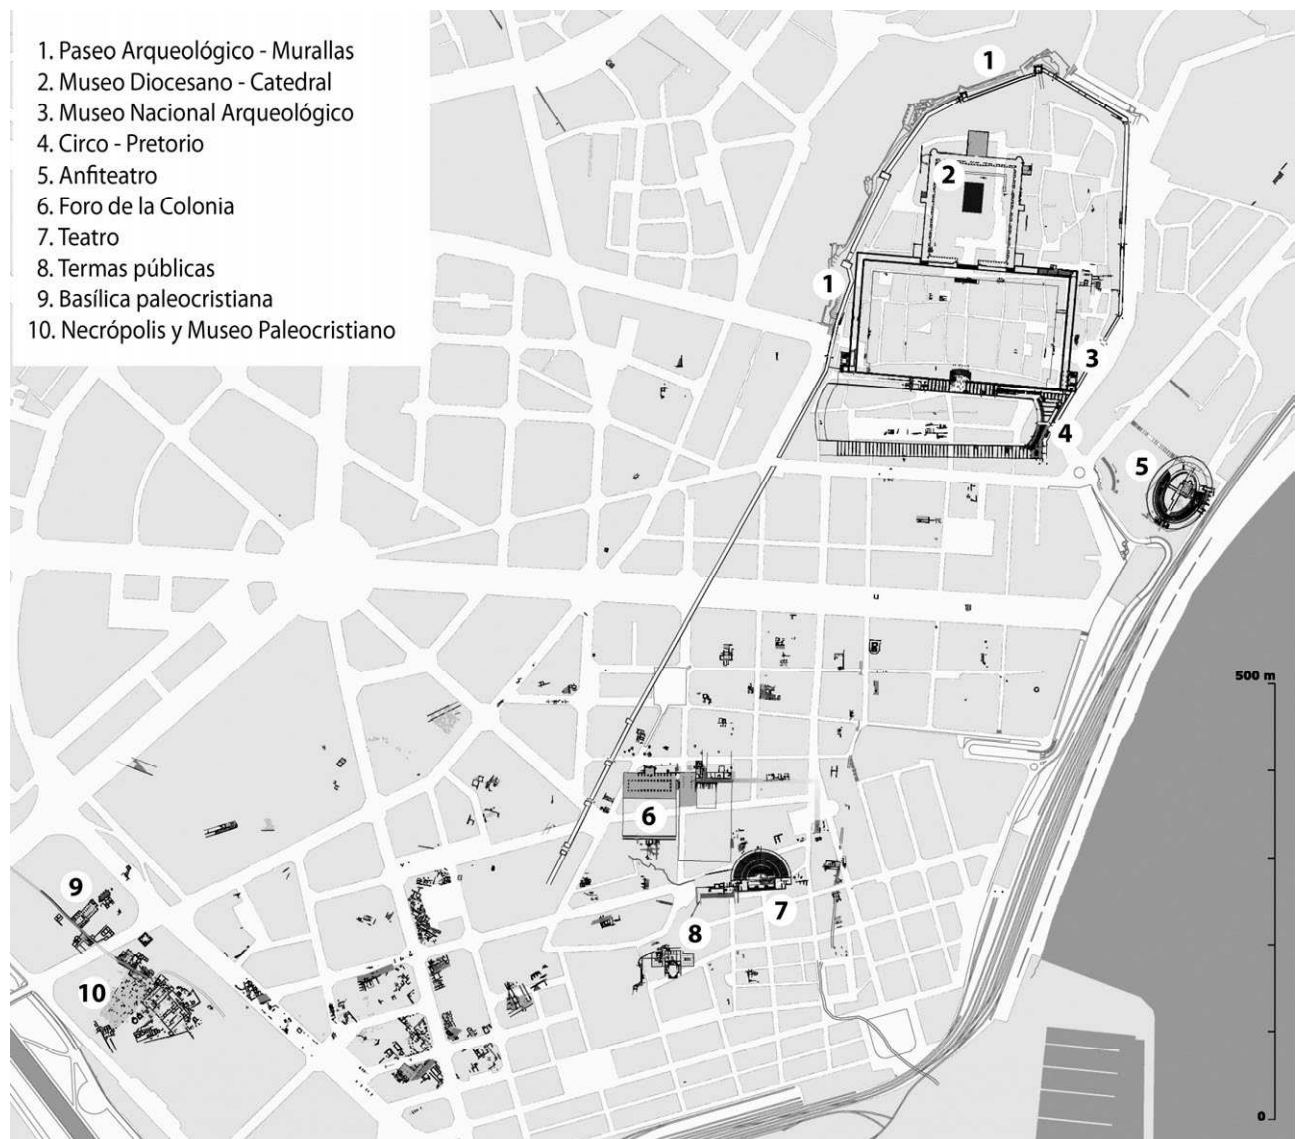 1. Paseo Arqueológico - Murallas
2. Museo Diocesano - Catedral
3. Museo Nacional Arqueológico
4. Circo - Pretorio
5. Anfiteatro
6. Foro de la Colonia
7. Teatro
8. Termas públicas
9. Basílica paleocristiana
10. Necrópolis y Museo Paleocristiano
1
2
1
3
4
5
500 m
6
9
7
8
10
0